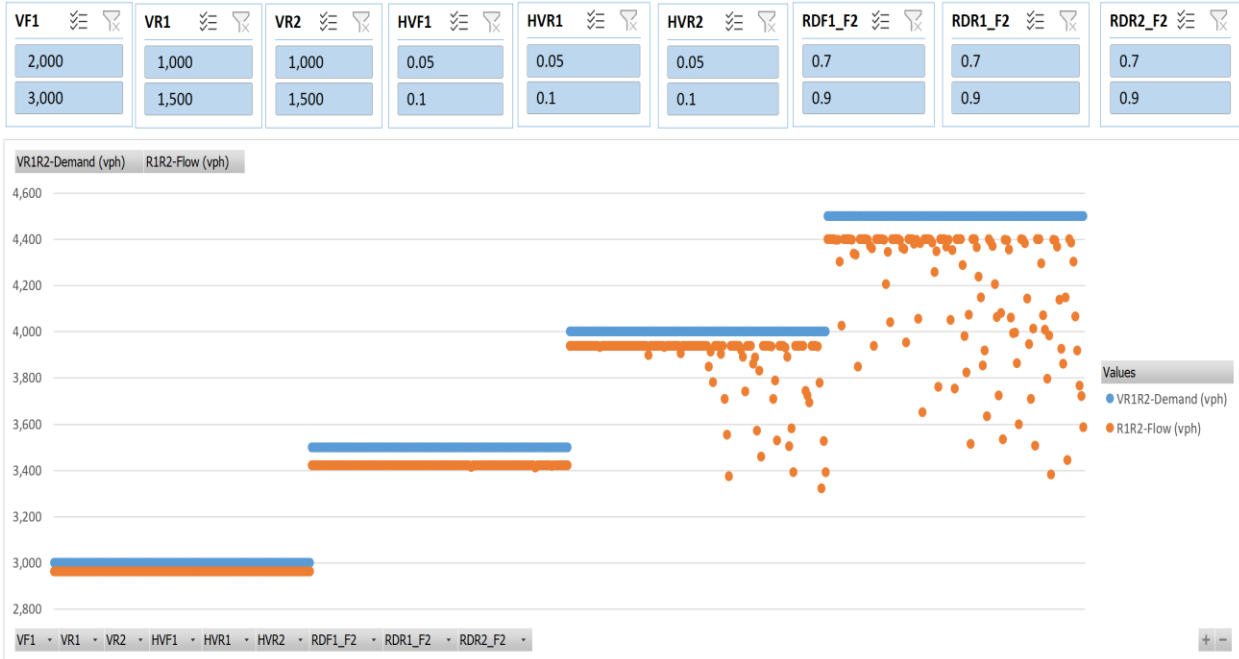 VF1 VR1 VR2 HVF1 HVR1 HVR2 RDF1_F2 RDR1_F2 RDR2_F2
2,000 1,000 1,000 0.05 0.05 0.05 0.7 0.7 0.7
3,000 1,500 1,500 0.1 0.1 0.1 0.9 0.9 0.9
VR1R2-Demand (vph) R1R2-Flow (vph)
4,600
4,400
4,200
4,000
3,800
3,600
3,400
3,200
3,000
2,800
Values
VR1R2-Demand (vph)
R1R2-Flow (vph)
VF1 VR1 VR2 HVF1 HVR1 HVR2 RDF1_F2 RDR1_F2 RDR2_F2
+ −